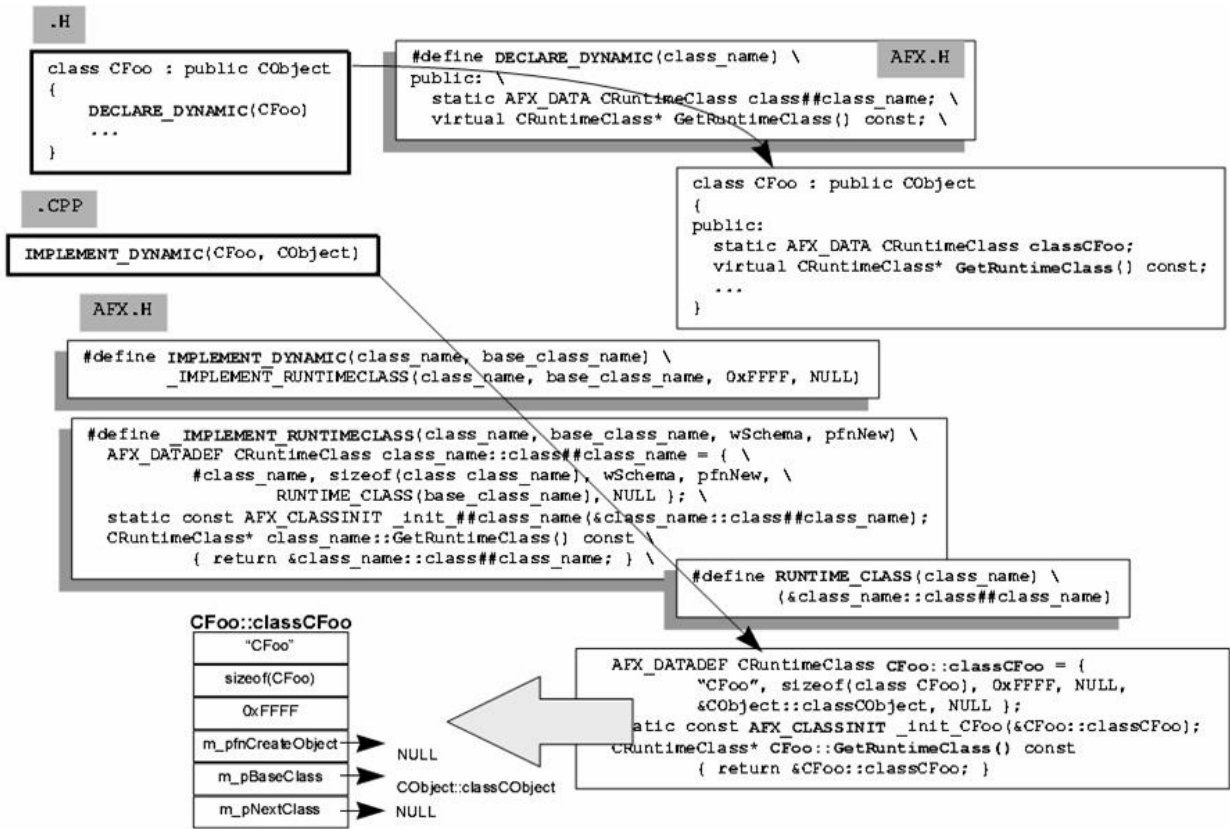 .H
class CFoo : public CObject
{
DECLARE_DYNAMIC(CFoo)
...
}
#define DECLARE_DYNAMIC(class_name) \
AFX.H
public: \
static AFX_DATA CRuntimeClass class##class_name; \
virtual CRuntimeClass* GetRuntimeClass() const; \
class CFoo : public CObject
{
public:
static AFX_DATA CRuntimeClass classCFoo;
virtual CRuntimeClass* GetRuntimeClass() const;
...
}
.CPP
IMPLEMENT_DYNAMIC(CFoo, CObject)
AFX.H
#define IMPLEMENT_DYNAMIC(class_name, base_class_name) \
_IMPLEMENT_RUNTIMECLASS(class_name, base_class_name, 0xFFFF, NULL)
#define _IMPLEMENT_RUNTIMECLASS(class_name, base_class_name, wSchema, pfnNew) \
AFX_DATADEF CRuntimeClass class_name::class##class_name = { \
#class_name, sizeof(class class_name), wSchema, pfnNew, \
RUNTIME_CLASS(base_class_name), NULL }; \
static const AFX_CLASSINIT _init_##class_name(&class_name::class##class_name);
CRuntimeClass* class_name::GetRuntimeClass() const \
{ return &class_name::class##class_name; } \
#define RUNTIME_CLASS(class_name) \
(&class_name::class##class_name)
CFoo::classCFoo
"CFoo"
sizeof(CFoo)
0xFFFF
m_pfnCreateObject
NULL
m_pBaseClass
CObject::classCObject
m_pNextClass
NULL
AFX_DATADEF CRuntimeClass CFoo::classCFoo = {
"CFoo", sizeof(class CFoo), 0xFFFF, NULL,
&CObject::classCObject, NULL };
static const AFX_CLASSINIT _init_CFoo(&CFoo::classCFoo);
CRuntimeClass* CFoo::GetRuntimeClass() const
{ return &CFoo::classCFoo; }